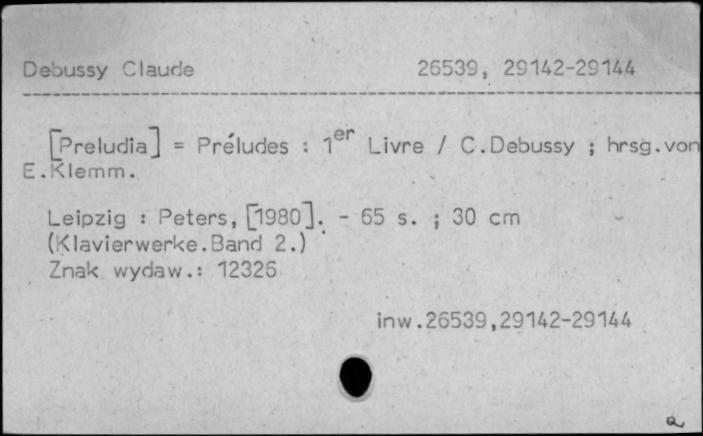 Debussy Claude 26539, 29142-29144
[Preludia] = Préludes : 1er Livre / C.Debussy ; hrsg.von
E.Klemm.
Leipzig : Peters, [1980]. - 65 s. ; 30 cm
(Klavierwerke.Band 2.)
Znak wydaw.: 12326
inw.26539,29142-29144
a